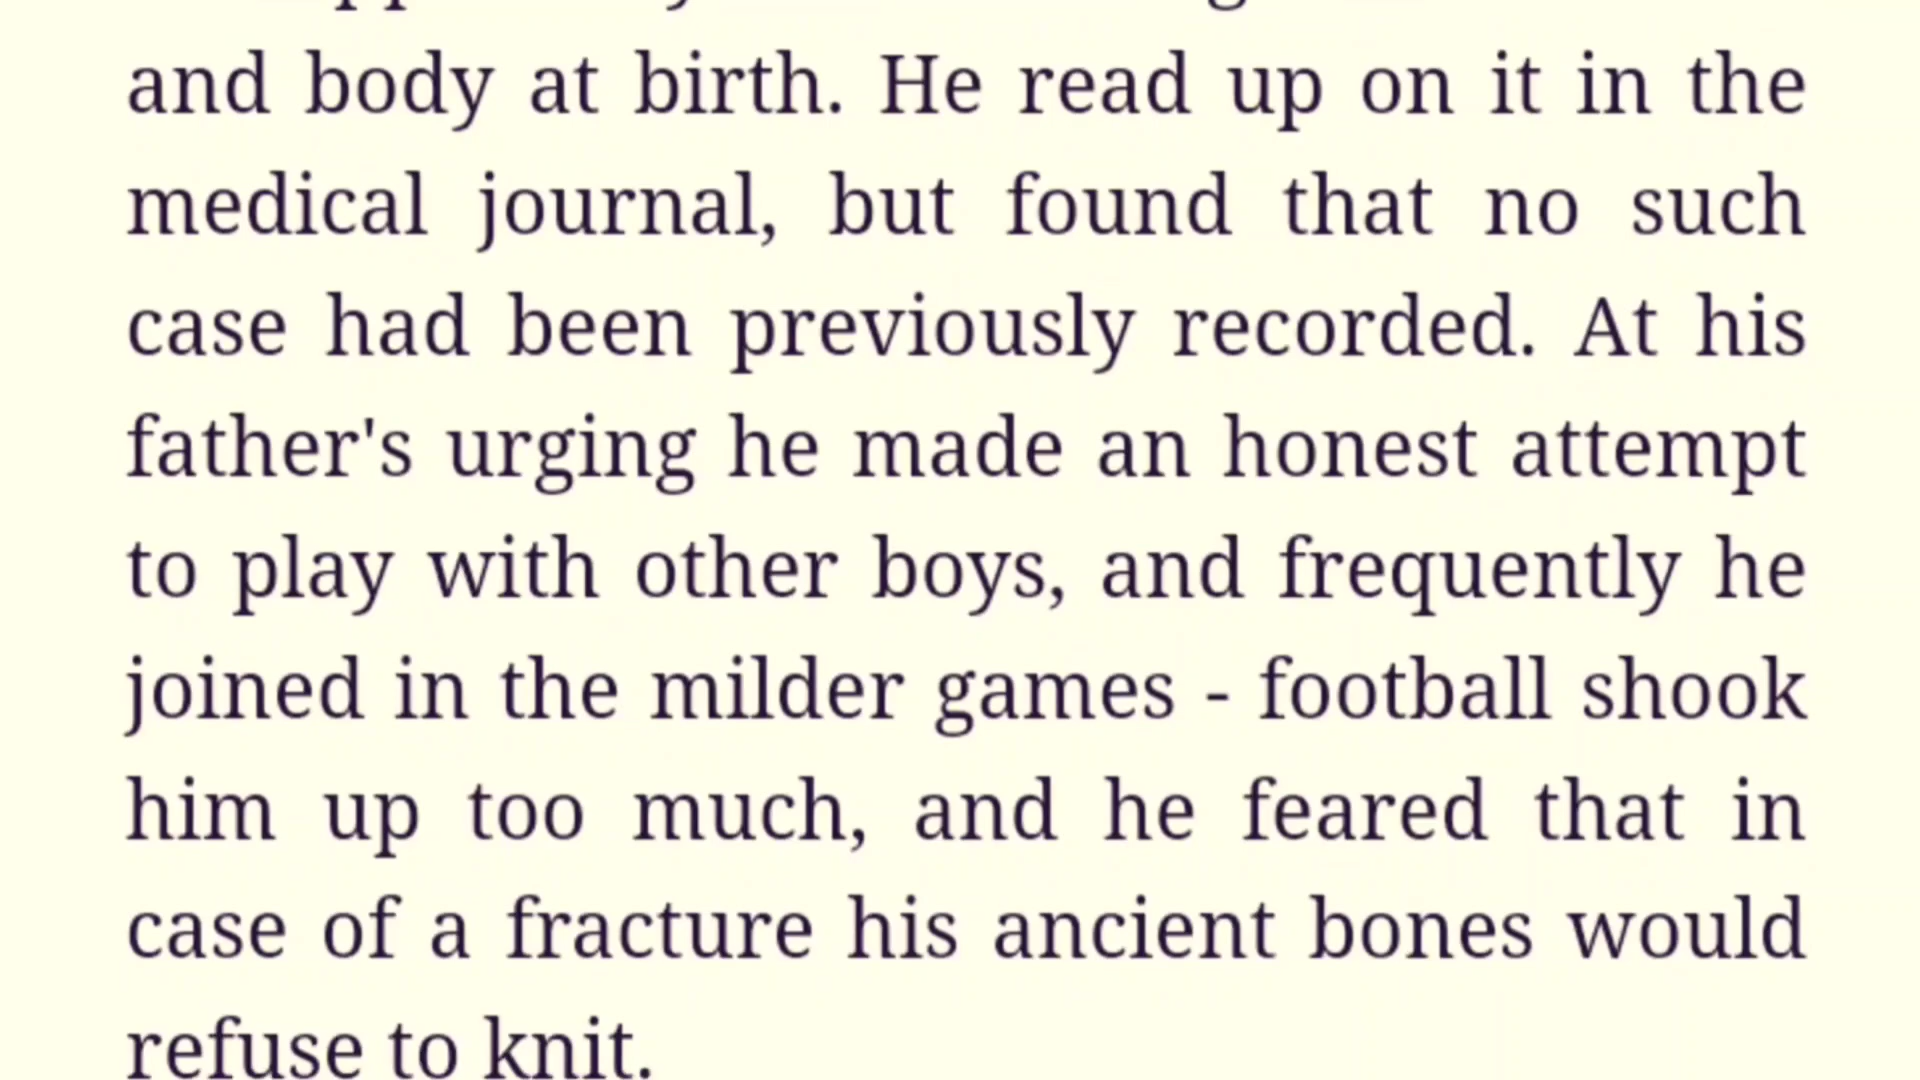 and body at birth. He read up on it in the
medical journal, but found that no such
case had been previously recorded. At his
father's urging he made an honest attempt
to play with other boys, and frequently he
joined in the milder games - football shook
him up too much, and he feared that in
case of a fracture his ancient bones would
refuse to knit.